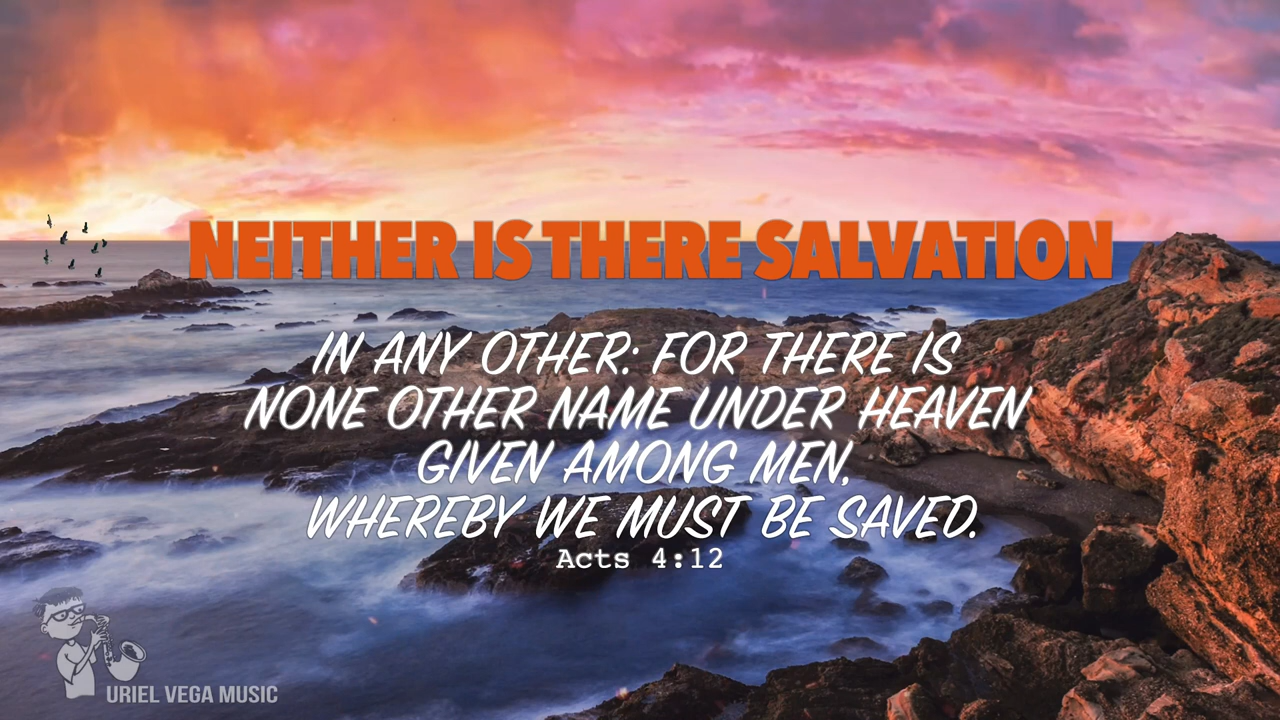 NEITHER IS THERE SALVATION
IN ANY OTHER: FOR THERE IS
NONE OTHER NAME UNDER HEAVEN
GIVEN AMONG MEN,
WHEREBY WE MUST BE SAVED.
Acts 4:12
URIEL VEGA MUSIC